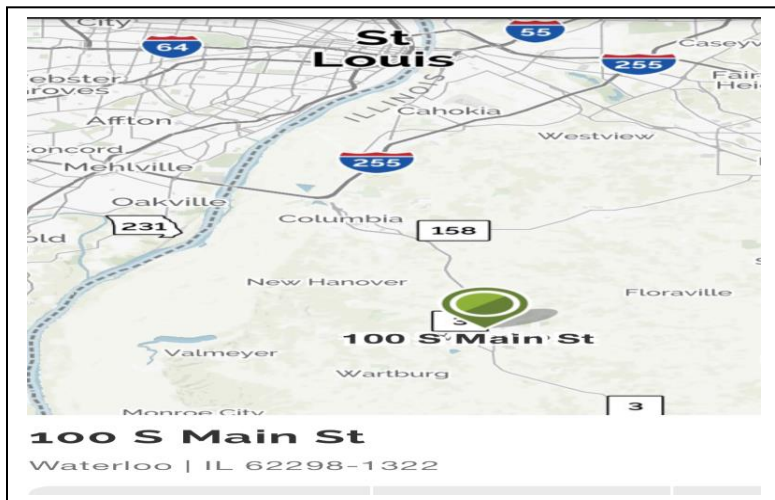 City
64
St
Louis
55
255
Casey
ebster
roves
Fair
Hei
Affton
ILLINOIS
Cahokia
Westview
oncord
Mehlville
255
Oakville
231
old
Columbia
158
New Hanover
Floraville
3
100 S Main St
Valmeyer
Wartburg
Monroe City
3
100 S Main St
Waterloo | IL 62298-1322